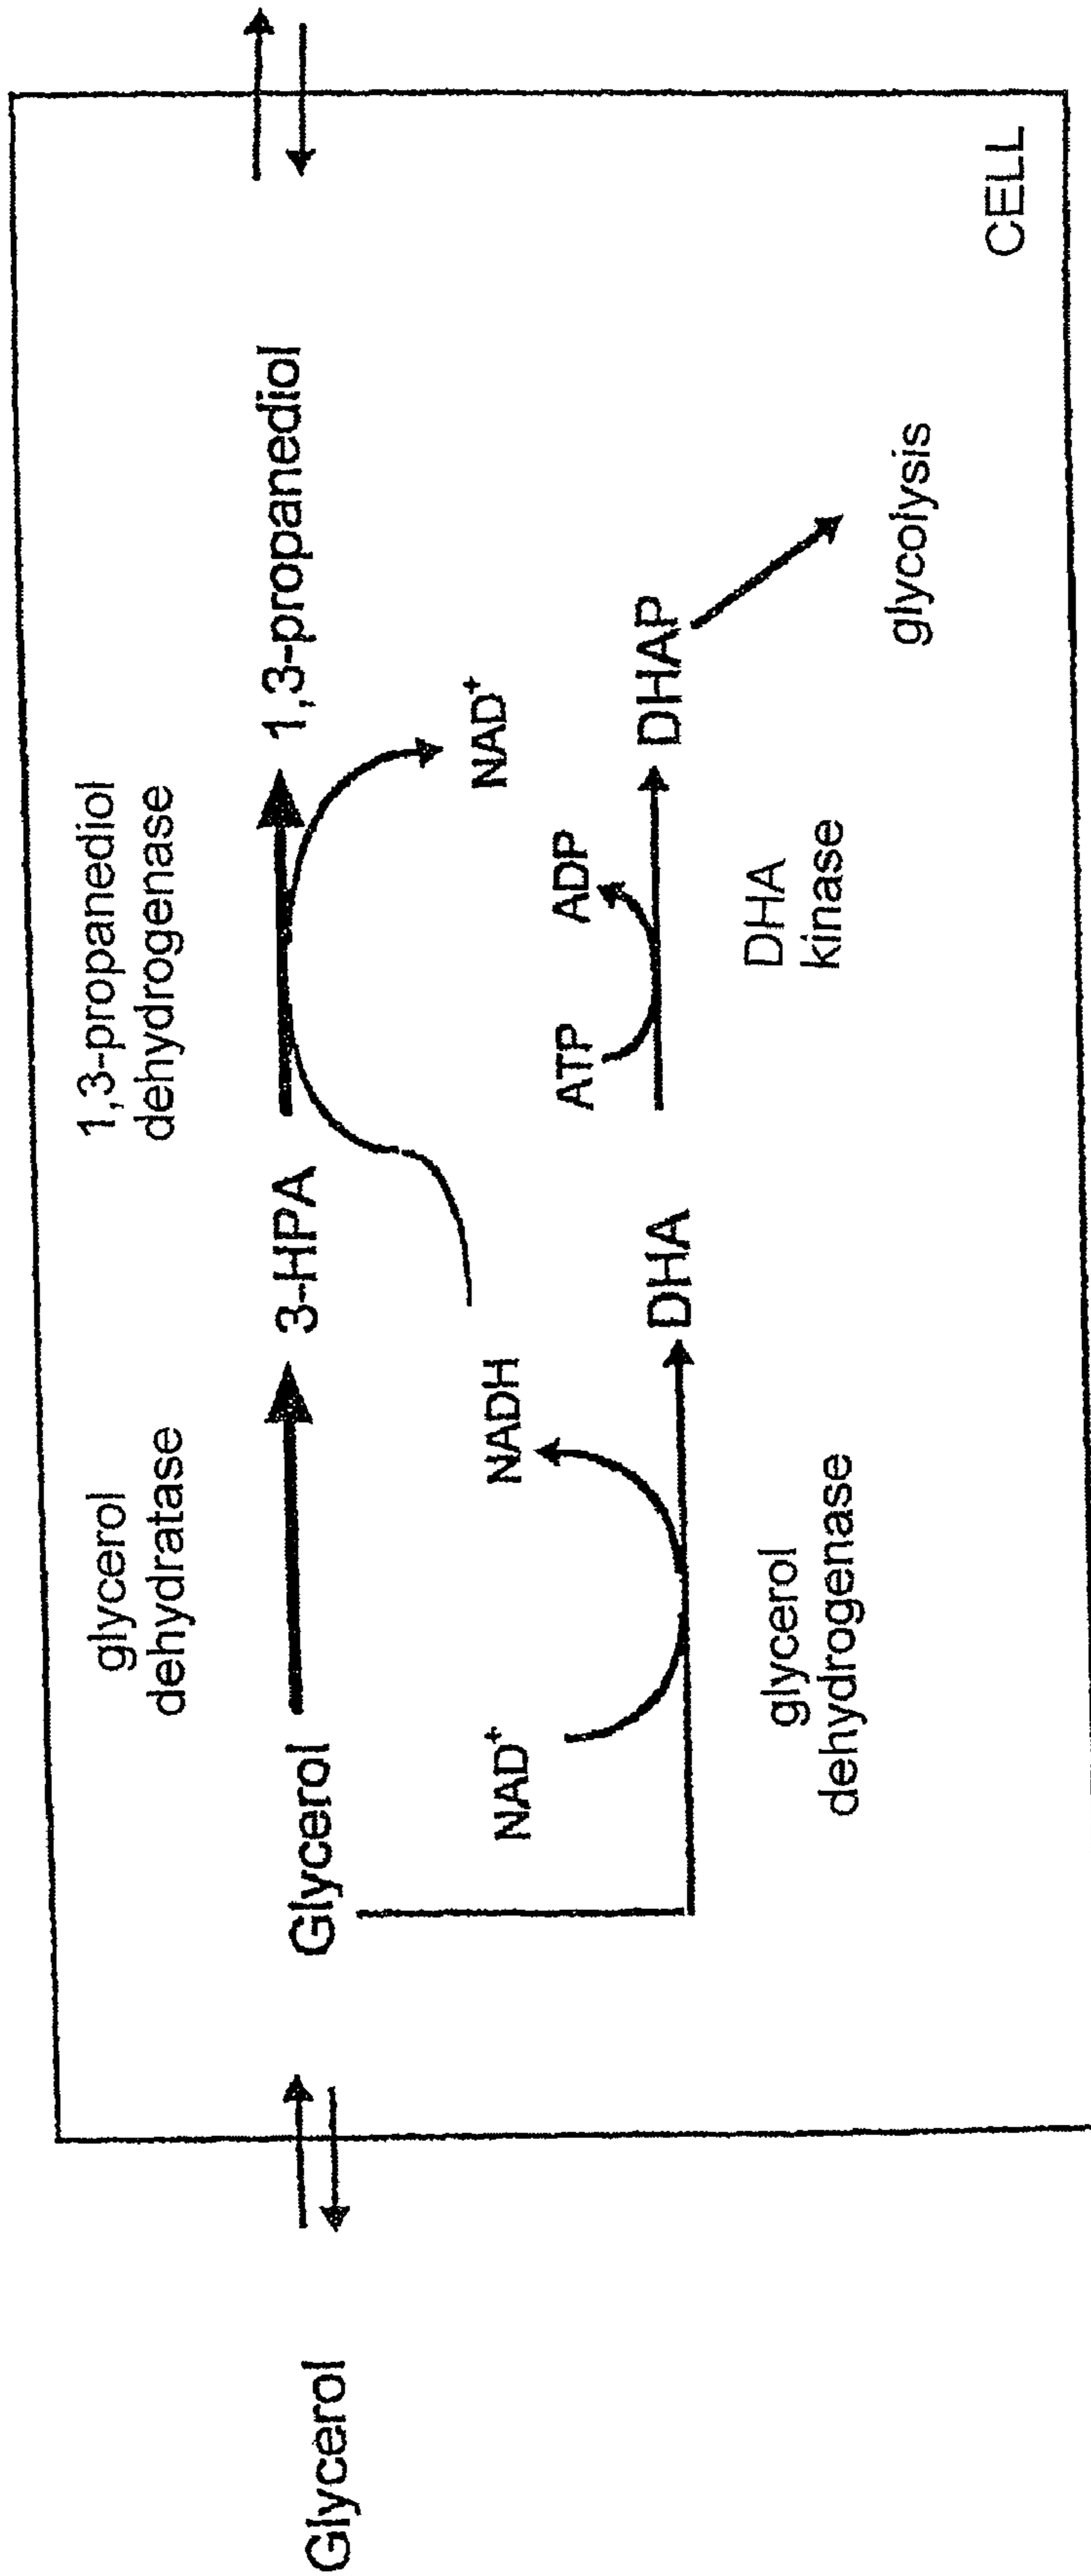 glycerol
dehydratase
1,3-propanediol
dehydrogenase
Glycerol
Glycerol
3-HPA
1,3-propanediol
NAD+
NADH
NAD+
ATP
ADP
DHA
DHAP
glycerol
dehydrogenase
DHA
kinase
glycolysis
CELL